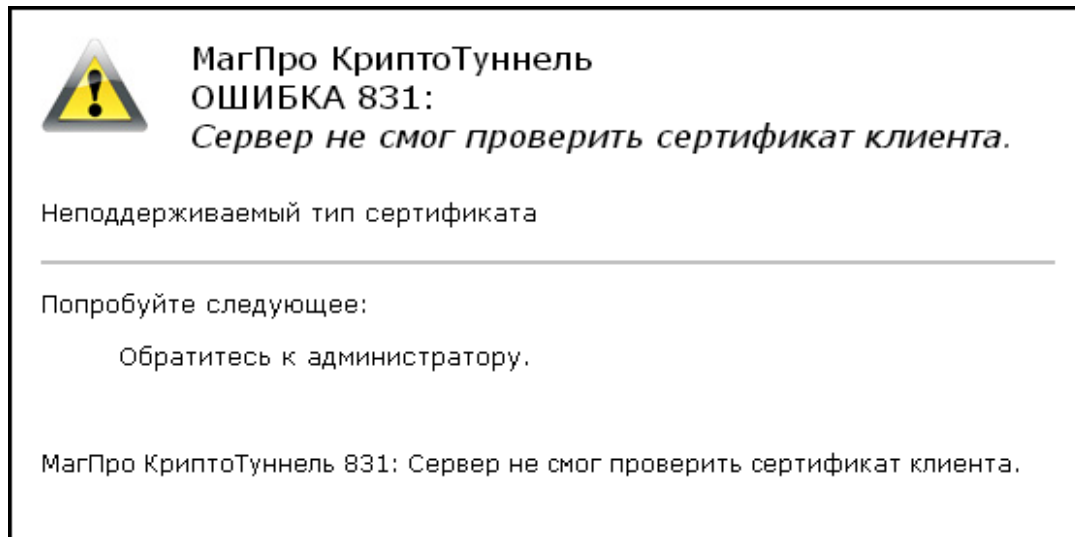 МагПро КриптоТуннель
ОШИБКА 831:
Сервер не смог проверить сертификат клиента.
Неподдерживаемый тип сертификата
Попробуйте следующее:
Обратитесь к администратору.
МагПро КриптоТуннель 831: Сервер не смог проверить сертификат клиента.